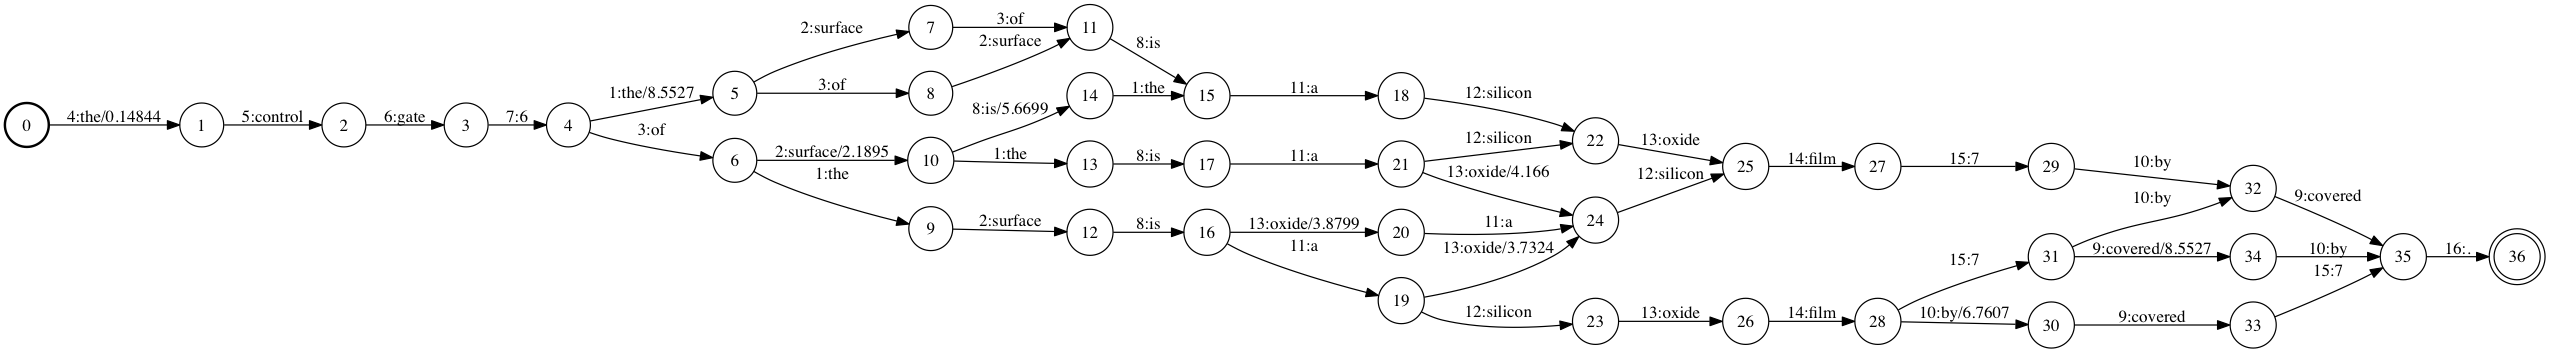 0 4:the/0.14844 1 5:control 2 6:gate 3 7:6 4
1:the/8.5527 5
3:of 6
2:surface 7 3:of 11
3:of 8 2:surface
8:is
2:surface/2.1895 10
1:the 9
8:is/5.6699 14 1:the 15 11:a 18 12:silicon
1:the 13 8:is 17 11:a 21 12:silicon 22 13:oxide
13:oxide/4.166
2:surface 12 8:is 16 13:oxide/3.8799 20 11:a 24 12:silicon
11:a 19 13:oxide/3.7324
12:silicon 23 13:oxide 26 14:film 28
25 14:film 27 15:7 29 10:by 32 9:covered
15:7 31 10:by
9:covered/8.5527 34 10:by 35 16:. 36
10:by/6.7607 30 9:covered 33 15:7